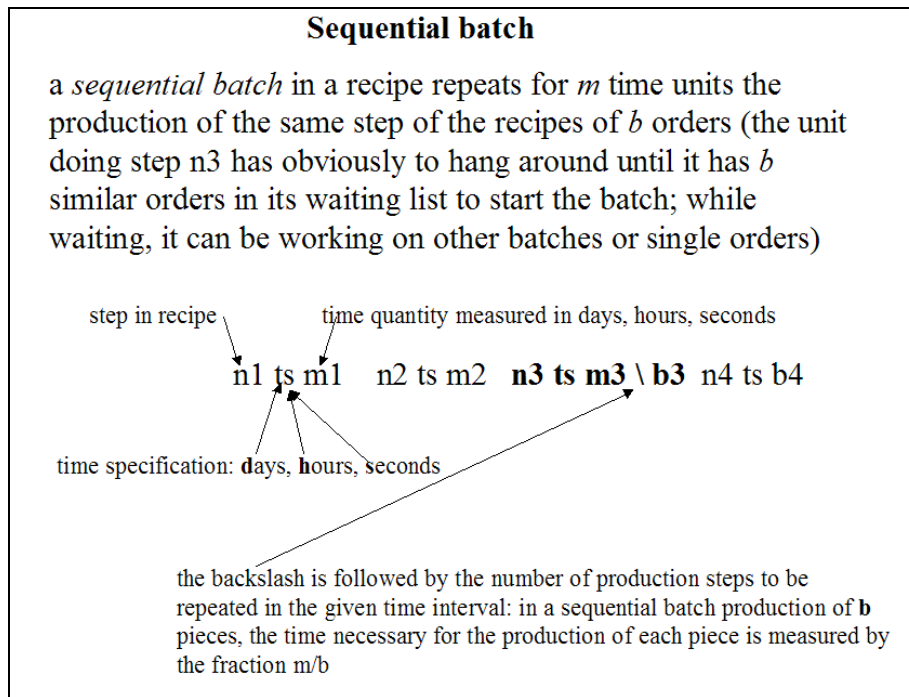 Sequential batch
a sequential batch in a recipe repeats for m time units the
production of the same step of the recipes of b orders (the unit
doing step n3 has obviously to hang around until it has b
similar orders in its waiting list to start the batch; while
waiting, it can be working on other batches or single orders)
step in recipe time quantity measured in days, hours, seconds
n1 ts m1 n2 ts m2 n3 ts m3 \ b3 n4 ts b4
time specification: days, hours, seconds
the backslash is followed by the number of production steps to be
repeated in the given time interval: in a sequential batch production of b
pieces, the time necessary for the production of each piece is measured by
the fraction m/b